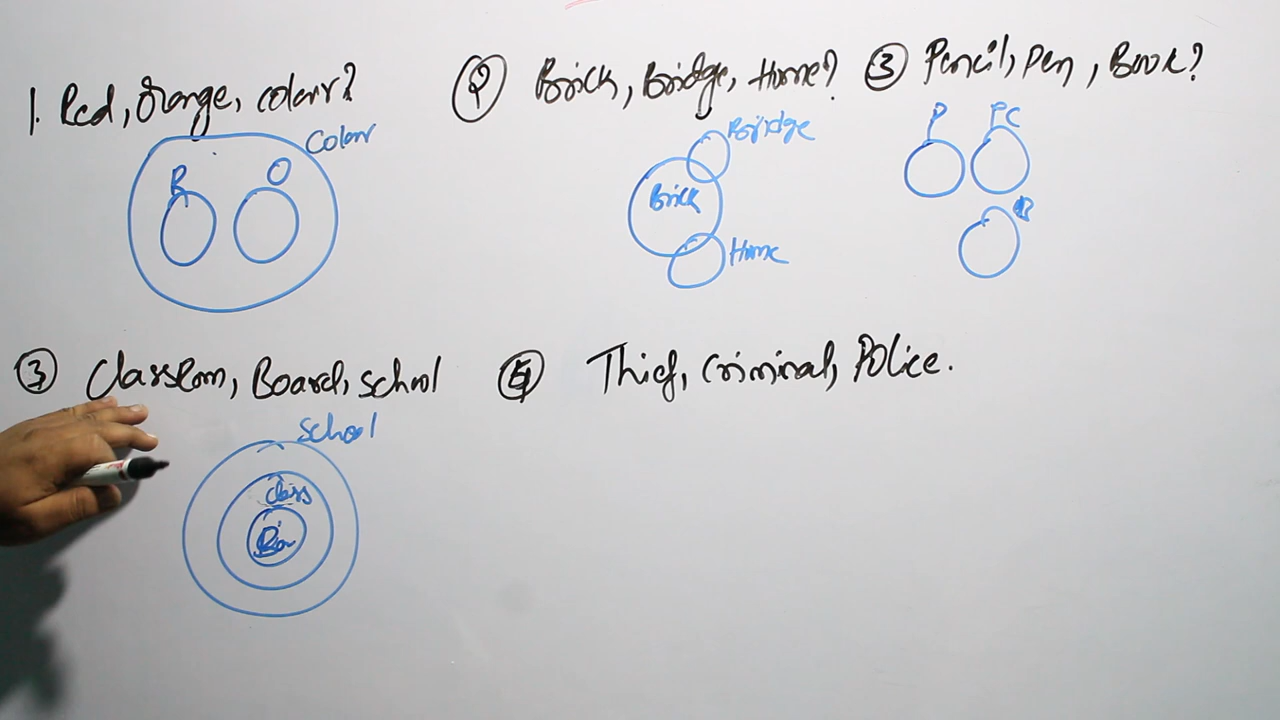 1. Red, Orange, colour?
Colour
R O
② Brick, Bridge, Home?
Bridge
Brick
Home
③ Pencil, Pen, Book?
P PC
B
③ Classroom, Board, School
School
Class
⑤ Thief, Criminal, Police.